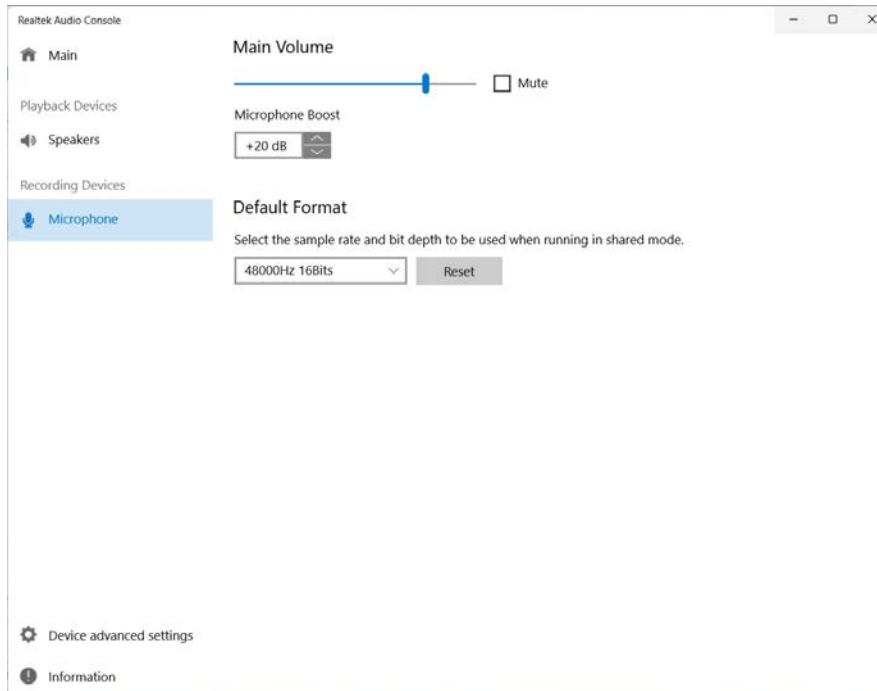 Realtek Audio Console
Main
Playback Devices
Speakers
Recording Devices
Microphone
Device advanced settings
Information
Main Volume
Mute
Microphone Boost
+20 dB
Default Format
Select the sample rate and bit depth to be used when running in shared mode.
48000Hz 16Bits
Reset